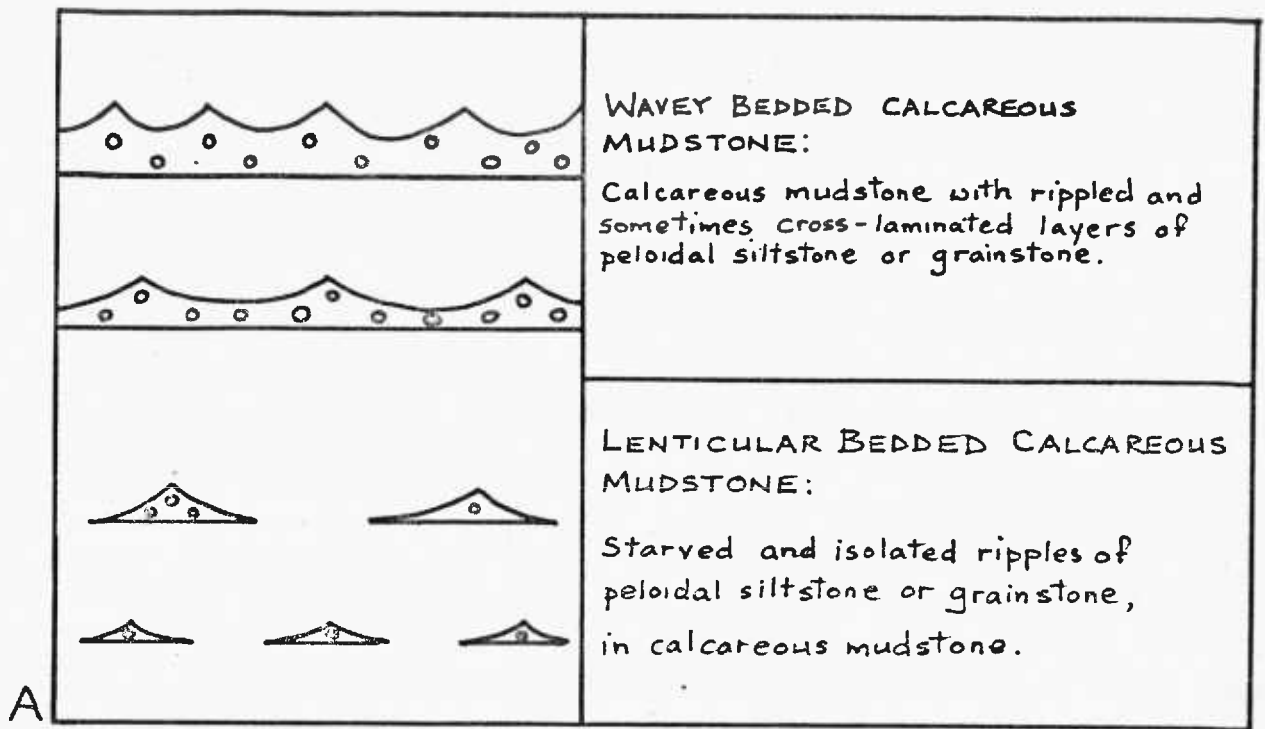 WAVEY BEDDED CALCAREOUS
MUDSTONE:
Calcareous mudstone with rippled and
sometimes cross-laminated layers of
peloidal siltstone or grainstone.
LENTICULAR BEDDED CALCAREOUS
MUDSTONE:
Starved and isolated ripples of
peloidal siltstone or grainstone,
in calcareous mudstone.
A